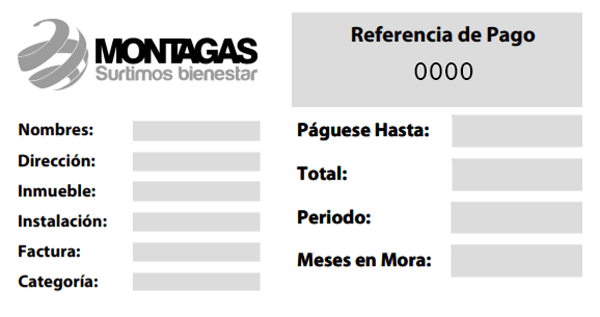 MONTAGAS
Surtimos bienestar
Referencia de Pago
0000
Nombres:
Dirección:
Inmueble:
Instalación:
Factura:
Categoría:
Páguese Hasta:
Total:
Periodo:
Meses en Mora: